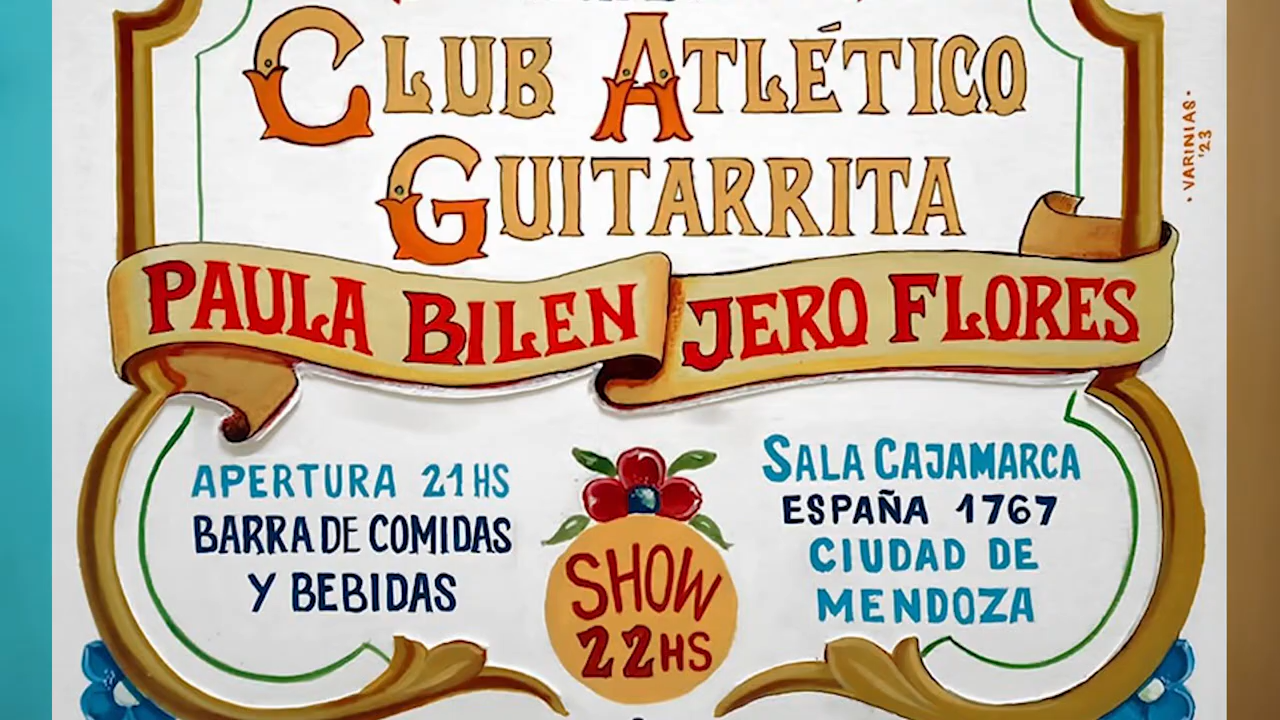 CLUB ATLÉTICO
GUITARRITA
PAULA BILEN JERO FLORES
APERTURA 21HS
BARRA DE COMIDAS
Y BEBIDAS
SHOW
22HS
SALA CAJAMARCA
ESPAÑA 1767
CIUDAD DE
MENDOZA
· VARINIAS ·
'23